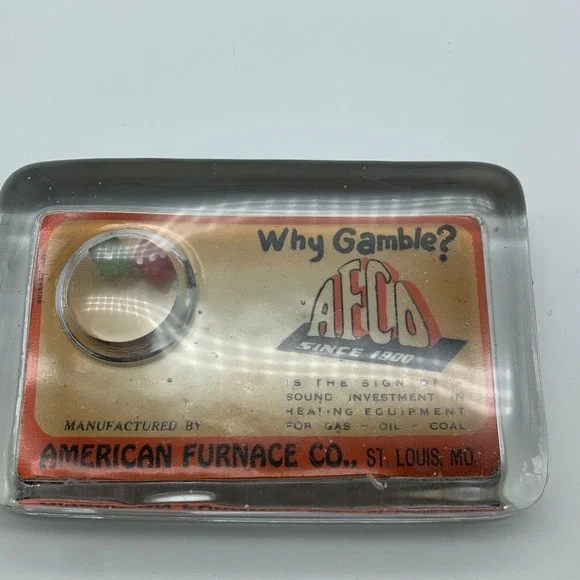 Why Gamble?
AFCO
SINCE 1900
IS THE SIGN OF A
SOUND INVESTMENT IN
HEATING EQUIPMENT
FOR GAS - OIL - COAL
MANUFACTURED BY
AMERICAN FURNACE CO., ST. LOUIS, MO.